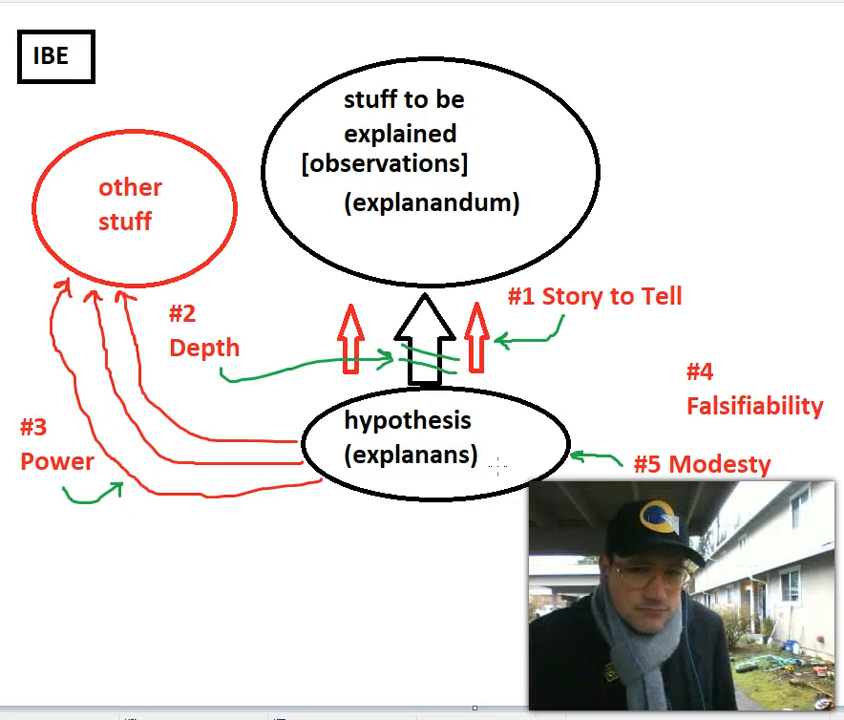 IBE
stuff to be
explained
[observations]
(explanandum)
other
stuff
#1 Story to Tell
#2
Depth
#4
Falsifiability
hypothesis
(explanans)
#3
Power
#5 Modesty